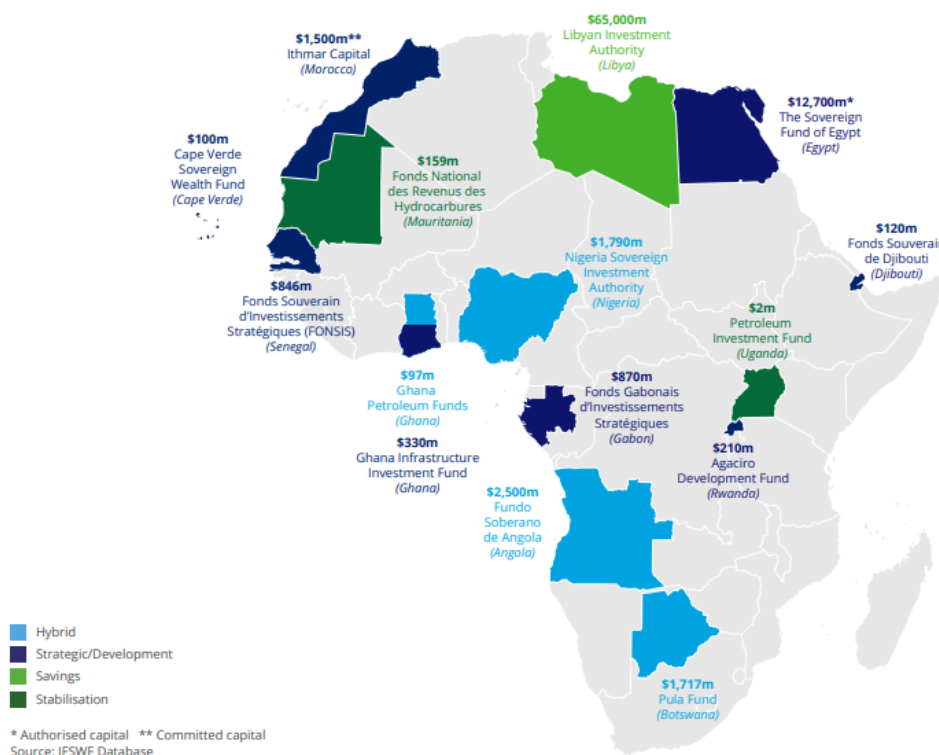 $1,500m**
Ithmar Capital
(Morocco)
$65,000m
Libyan Investment
Authority
(Libya)
$12,700m*
The Sovereign
Fund of Egypt
(Egypt)
$100m
Cape Verde
Sovereign
Wealth Fund
(Cape Verde)
$159m
Fonds National
des Revenus des
Hydrocarbures
(Mauritania)
$120m
Fonds Souverain
de Djibouti
(Djibouti)
$1,790m
Nigeria Sovereign
Investment
Authority
(Nigeria)
$846m
Fonds Souverain
d'Investissements
Stratégiques (FONSIS)
(Senegal)
$2m
Petroleum
Investment Fund
(Uganda)
$97m
Ghana
Petroleum Funds
(Ghana)
$870m
Fonds Gabonais
d'Investissements
Stratégiques
(Gabon)
$330m
Ghana Infrastructure
Investment Fund
(Ghana)
$210m
Agaciro
Development Fund
(Rwanda)
$2,500m
Fundo
Soberano
de Angola
(Angola)
$1,717m
Pula Fund
(Botswana)
Hybrid
Strategic/Development
Savings
Stabilisation
* Authorised capital ** Committed capital
Source: IFSWF Database